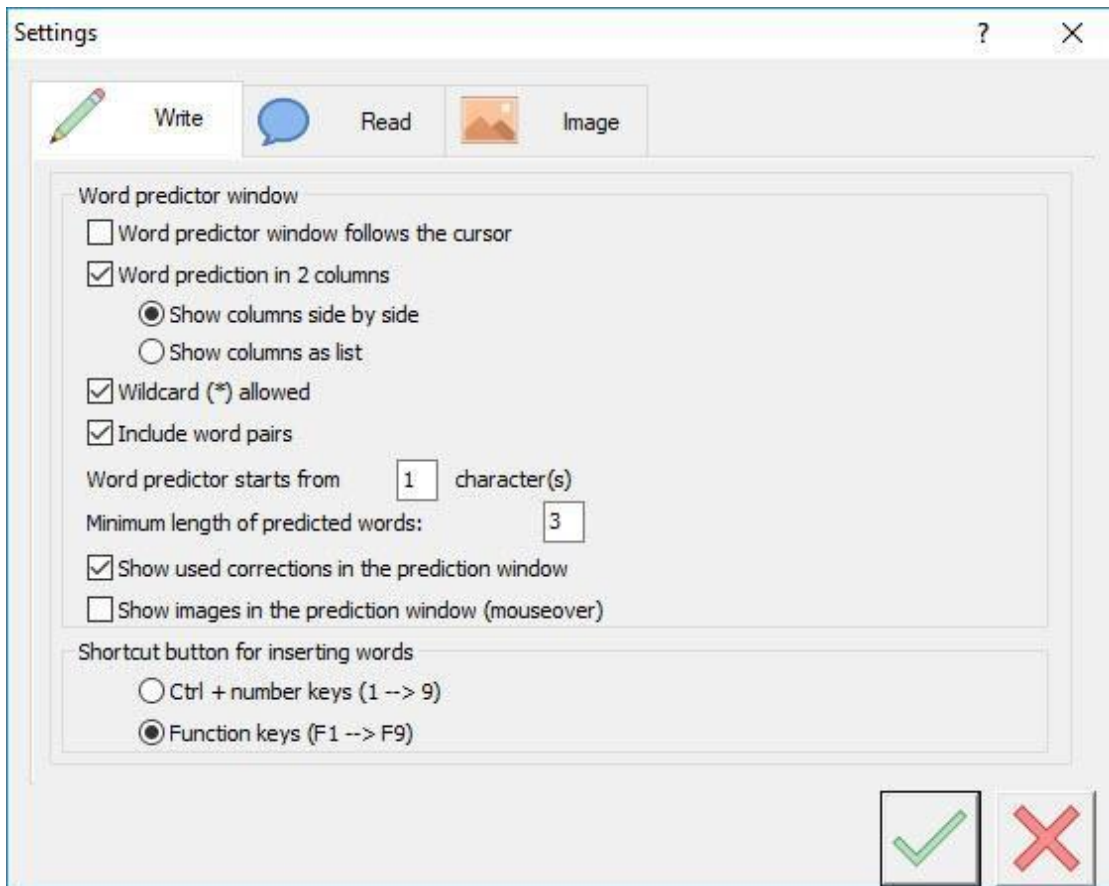 Settings ?
Write Read Image
Word predictor window
Word predictor window follows the cursor
Word prediction in 2 columns
Show columns side by side
Show columns as list
Wildcard (*) allowed
Include word pairs
Word predictor starts from 1 character(s)
Minimum length of predicted words: 3
Show used corrections in the prediction window
Show images in the prediction window (mouseover)
Shortcut button for inserting words
Ctrl + number keys (1 --> 9)
Function keys (F1 --> F9)